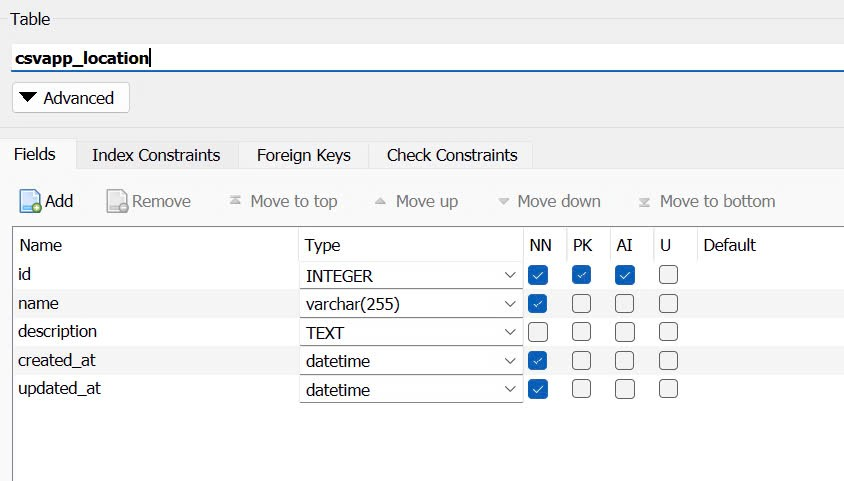 Table
csvapp_location
Advanced
Fields Index Constraints Foreign Keys Check Constraints
Add Remove Move to top Move up Move down Move to bottom
Name Type NN PK AI U Default
id INTEGER
name varchar(255)
description TEXT
created_at datetime
updated_at datetime